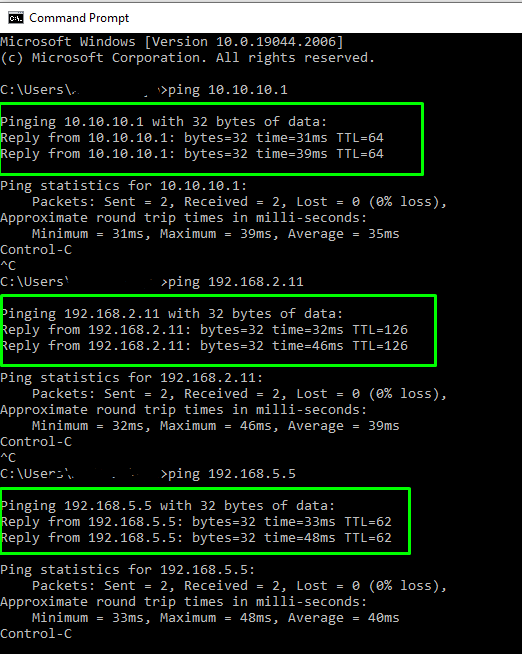 Command Prompt
Microsoft Windows [Version 10.0.19044.2006]
(c) Microsoft Corporation. All rights reserved.
C:\Users\ >ping 10.10.10.1
Pinging 10.10.10.1 with 32 bytes of data:
Reply from 10.10.10.1: bytes=32 time=31ms TTL=64
Reply from 10.10.10.1: bytes=32 time=39ms TTL=64
Ping statistics for 10.10.10.1:
Packets: Sent = 2, Received = 2, Lost = 0 (0% loss),
Approximate round trip times in milli-seconds:
Minimum = 31ms, Maximum = 39ms, Average = 35ms
Control-C
^C
C:\Users\ >ping 192.168.2.11
Pinging 192.168.2.11 with 32 bytes of data:
Reply from 192.168.2.11: bytes=32 time=32ms TTL=126
Reply from 192.168.2.11: bytes=32 time=46ms TTL=126
Ping statistics for 192.168.2.11:
Packets: Sent = 2, Received = 2, Lost = 0 (0% loss),
Approximate round trip times in milli-seconds:
Minimum = 32ms, Maximum = 46ms, Average = 39ms
Control-C
^C
C:\Users\ >ping 192.168.5.5
Pinging 192.168.5.5 with 32 bytes of data:
Reply from 192.168.5.5: bytes=32 time=33ms TTL=62
Reply from 192.168.5.5: bytes=32 time=48ms TTL=62
Ping statistics for 192.168.5.5:
Packets: Sent = 2, Received = 2, Lost = 0 (0% loss),
Approximate round trip times in milli-seconds:
Minimum = 33ms, Maximum = 48ms, Average = 40ms
Control-C